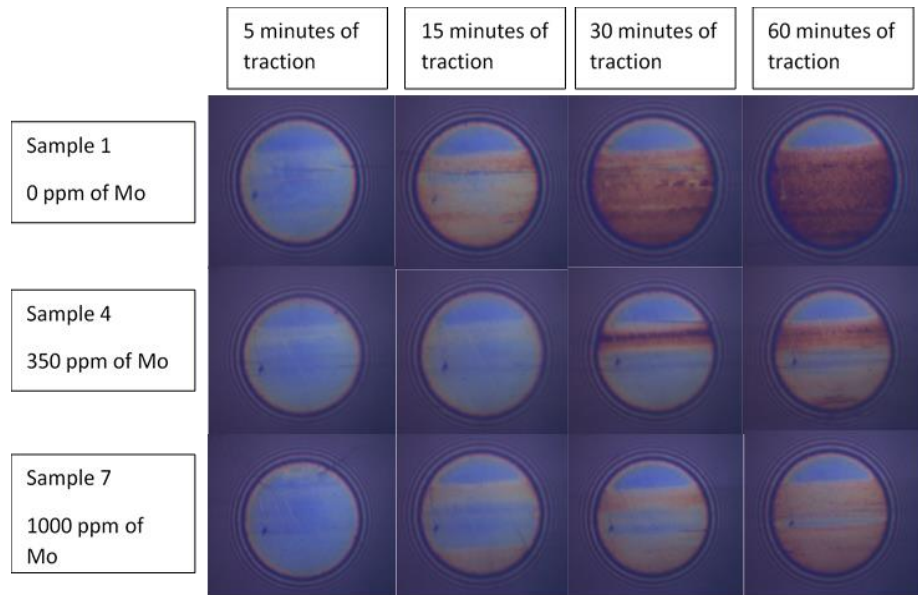 5 minutes of
traction
15 minutes of
traction
30 minutes of
traction
60 minutes of
traction
Sample 1
0 ppm of Mo
Sample 4
350 ppm of Mo
Sample 7
1000 ppm of
Mo